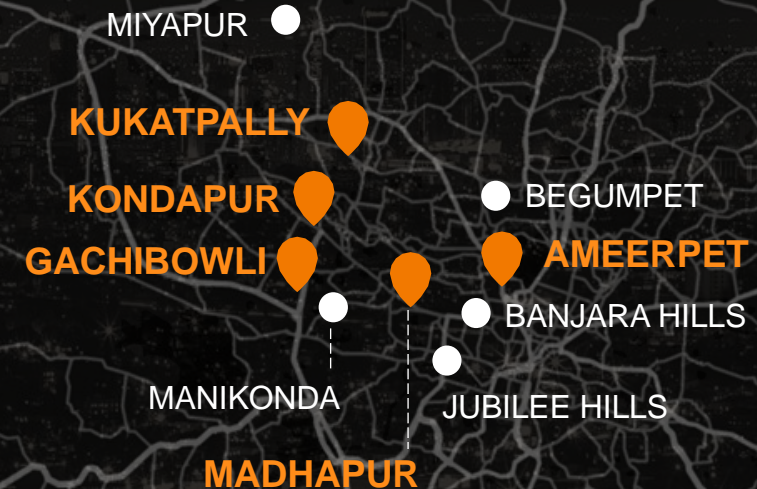 MIYAPUR
KUKATPALLY
KONDAPUR
BEGUMPET
GACHIBOWLI
AMEERPET
BANJARA HILLS
MANIKONDA
JUBILEE HILLS
MADHAPUR